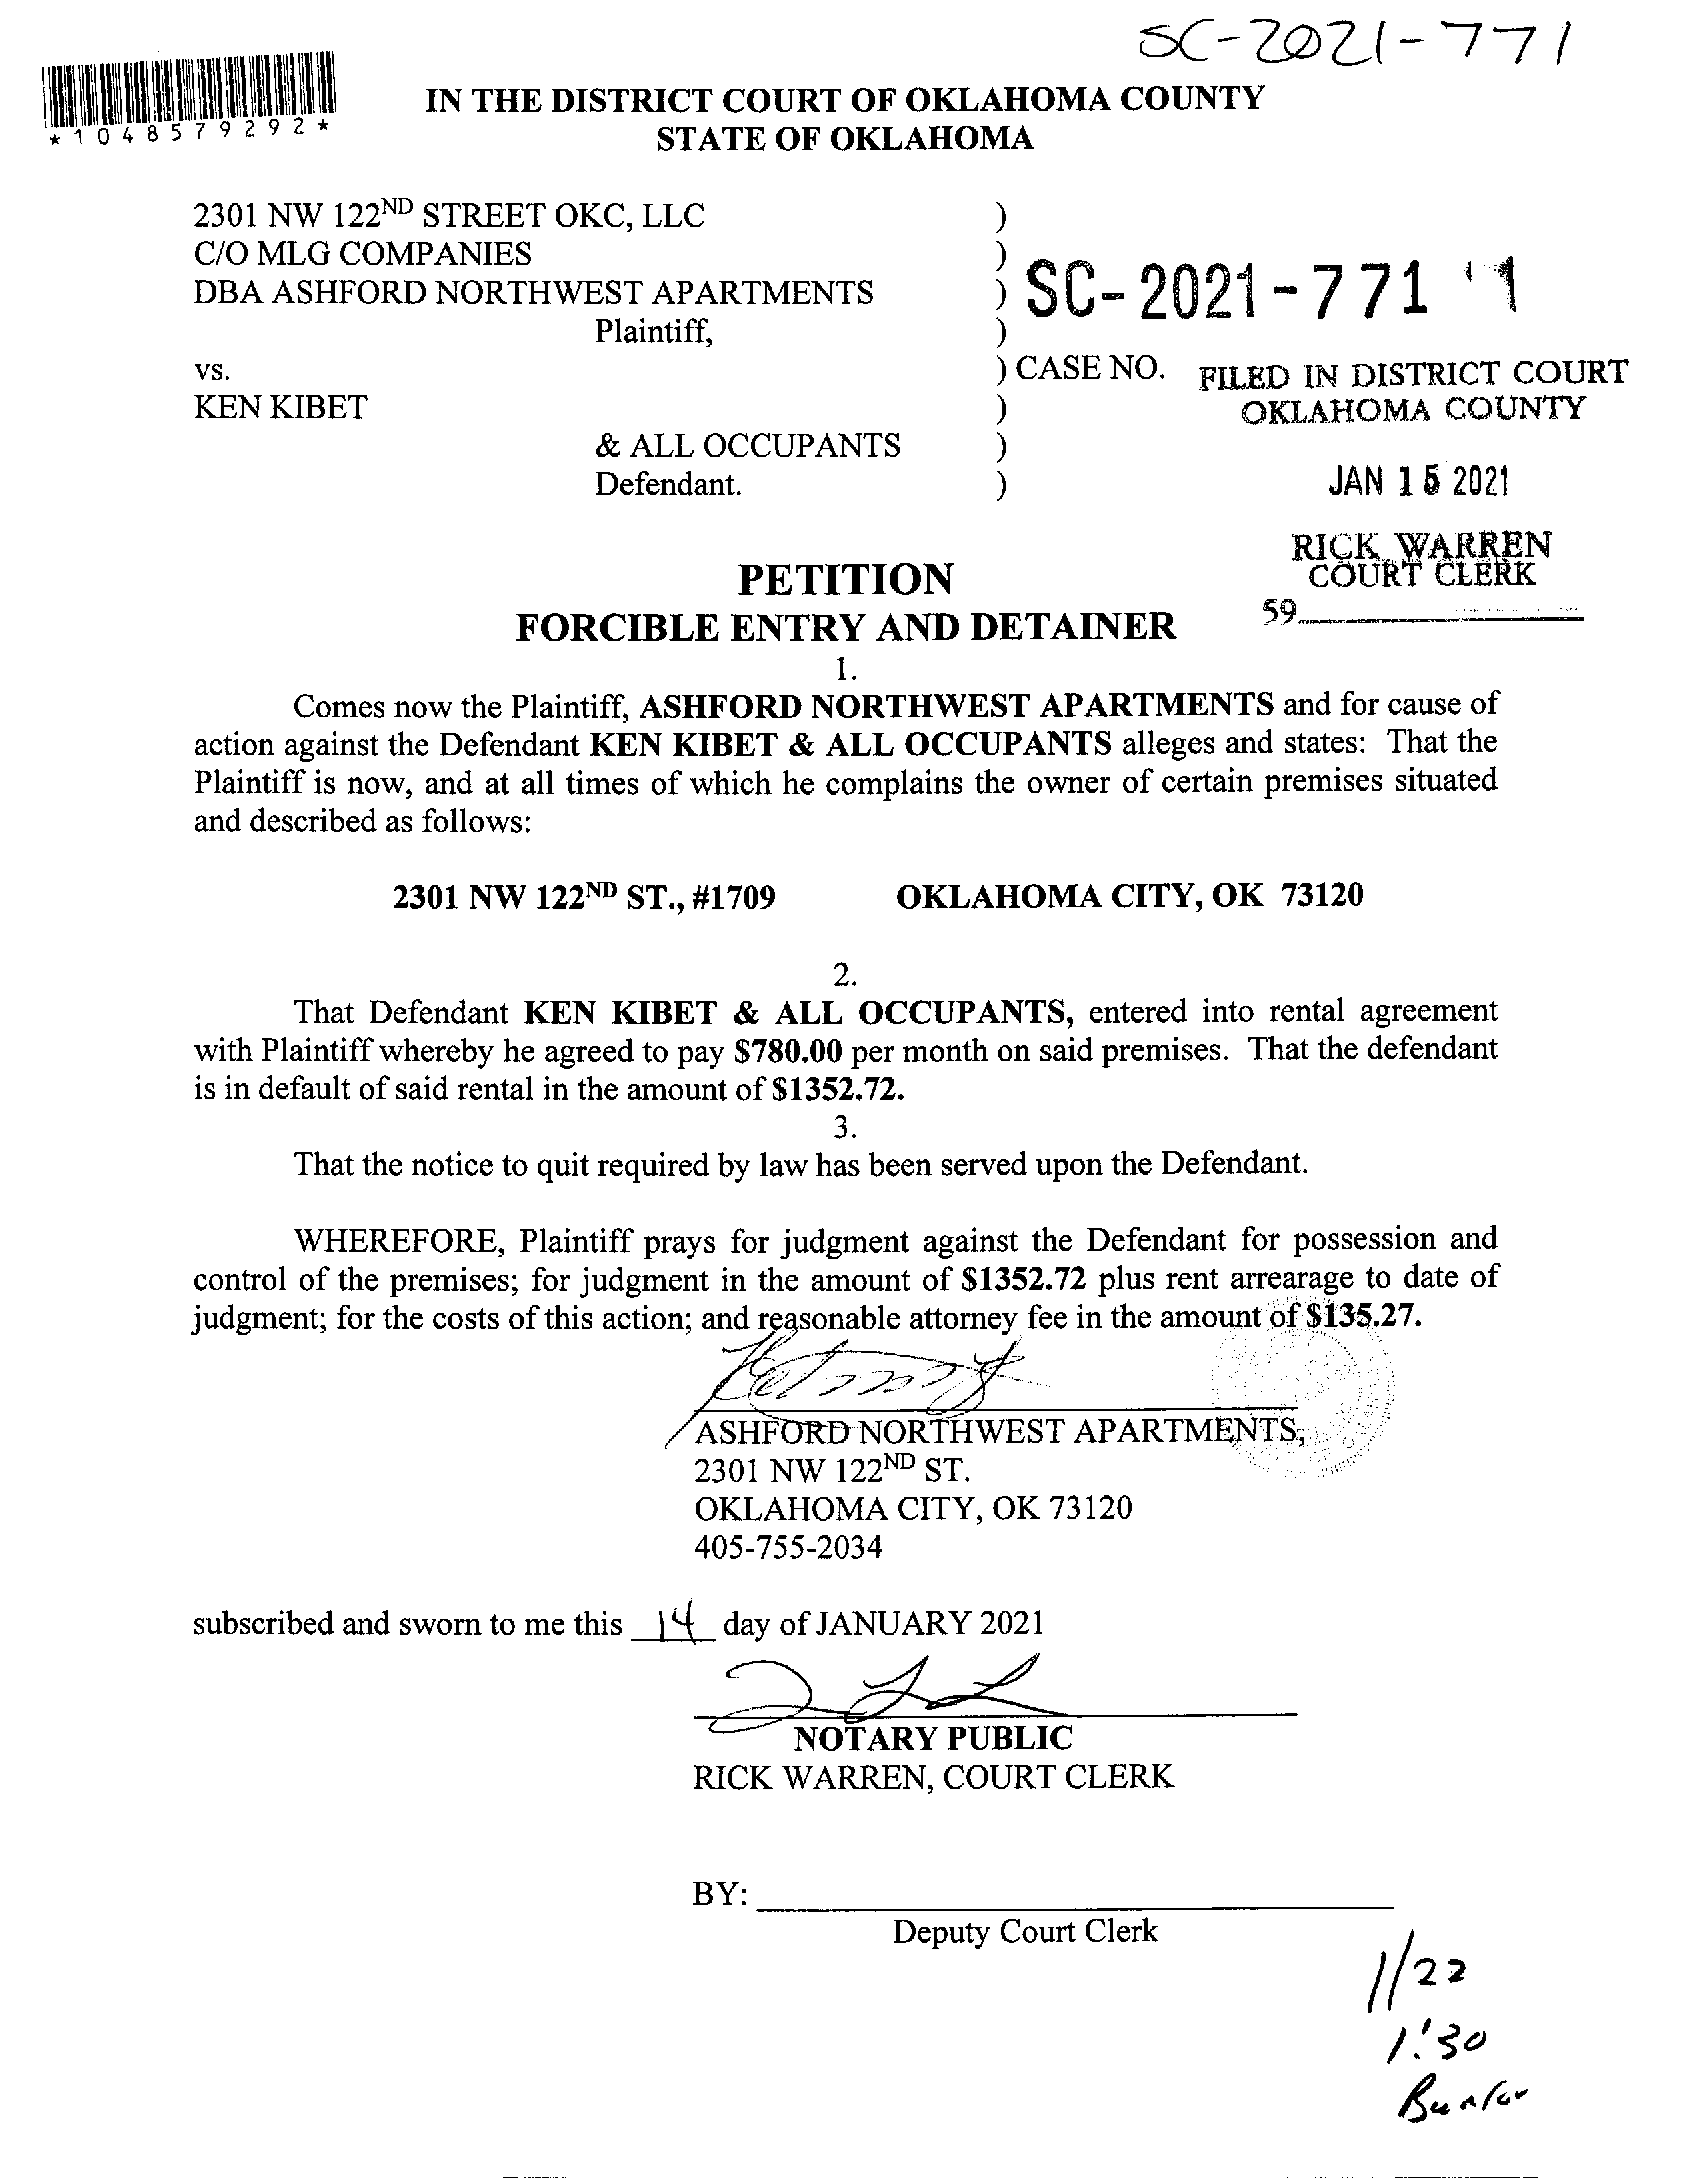 SC-2021-771
*1048579292*
IN THE DISTRICT COURT OF OKLAHOMA COUNTY
STATE OF OKLAHOMA
2301 NW 122ND STREET OKC, LLC )
C/O MLG COMPANIES )
DBA ASHFORD NORTHWEST APARTMENTS ) SC-2021-771
Plaintiff, )
vs. ) CASE NO. FILED IN DISTRICT COURT
KEN KIBET ) OKLAHOMA COUNTY
& ALL OCCUPANTS )
Defendant. ) JAN 15 2021
RICK WARREN
COURT CLERK
59
PETITION
FORCIBLE ENTRY AND DETAINER
1.
Comes now the Plaintiff, ASHFORD NORTHWEST APARTMENTS and for cause of
action against the Defendant KEN KIBET & ALL OCCUPANTS alleges and states: That the
Plaintiff is now, and at all times of which he complains the owner of certain premises situated
and described as follows:
2301 NW 122ND ST., #1709 OKLAHOMA CITY, OK 73120
2.
That Defendant KEN KIBET & ALL OCCUPANTS, entered into rental agreement
with Plaintiff whereby he agreed to pay $780.00 per month on said premises. That the defendant
is in default of said rental in the amount of $1352.72.
3.
That the notice to quit required by law has been served upon the Defendant.
WHEREFORE, Plaintiff prays for judgment against the Defendant for possession and
control of the premises; for judgment in the amount of $1352.72 plus rent arrearage to date of
judgment; for the costs of this action; and reasonable attorney fee in the amount of $135.27.
ASHFORD NORTHWEST APARTMENTS,
2301 NW 122ND ST.
OKLAHOMA CITY, OK 73120
405-755-2034
subscribed and sworn to me this 14 day of JANUARY 2021
NOTARY PUBLIC
RICK WARREN, COURT CLERK
BY:
Deputy Court Clerk
1/22
1:30